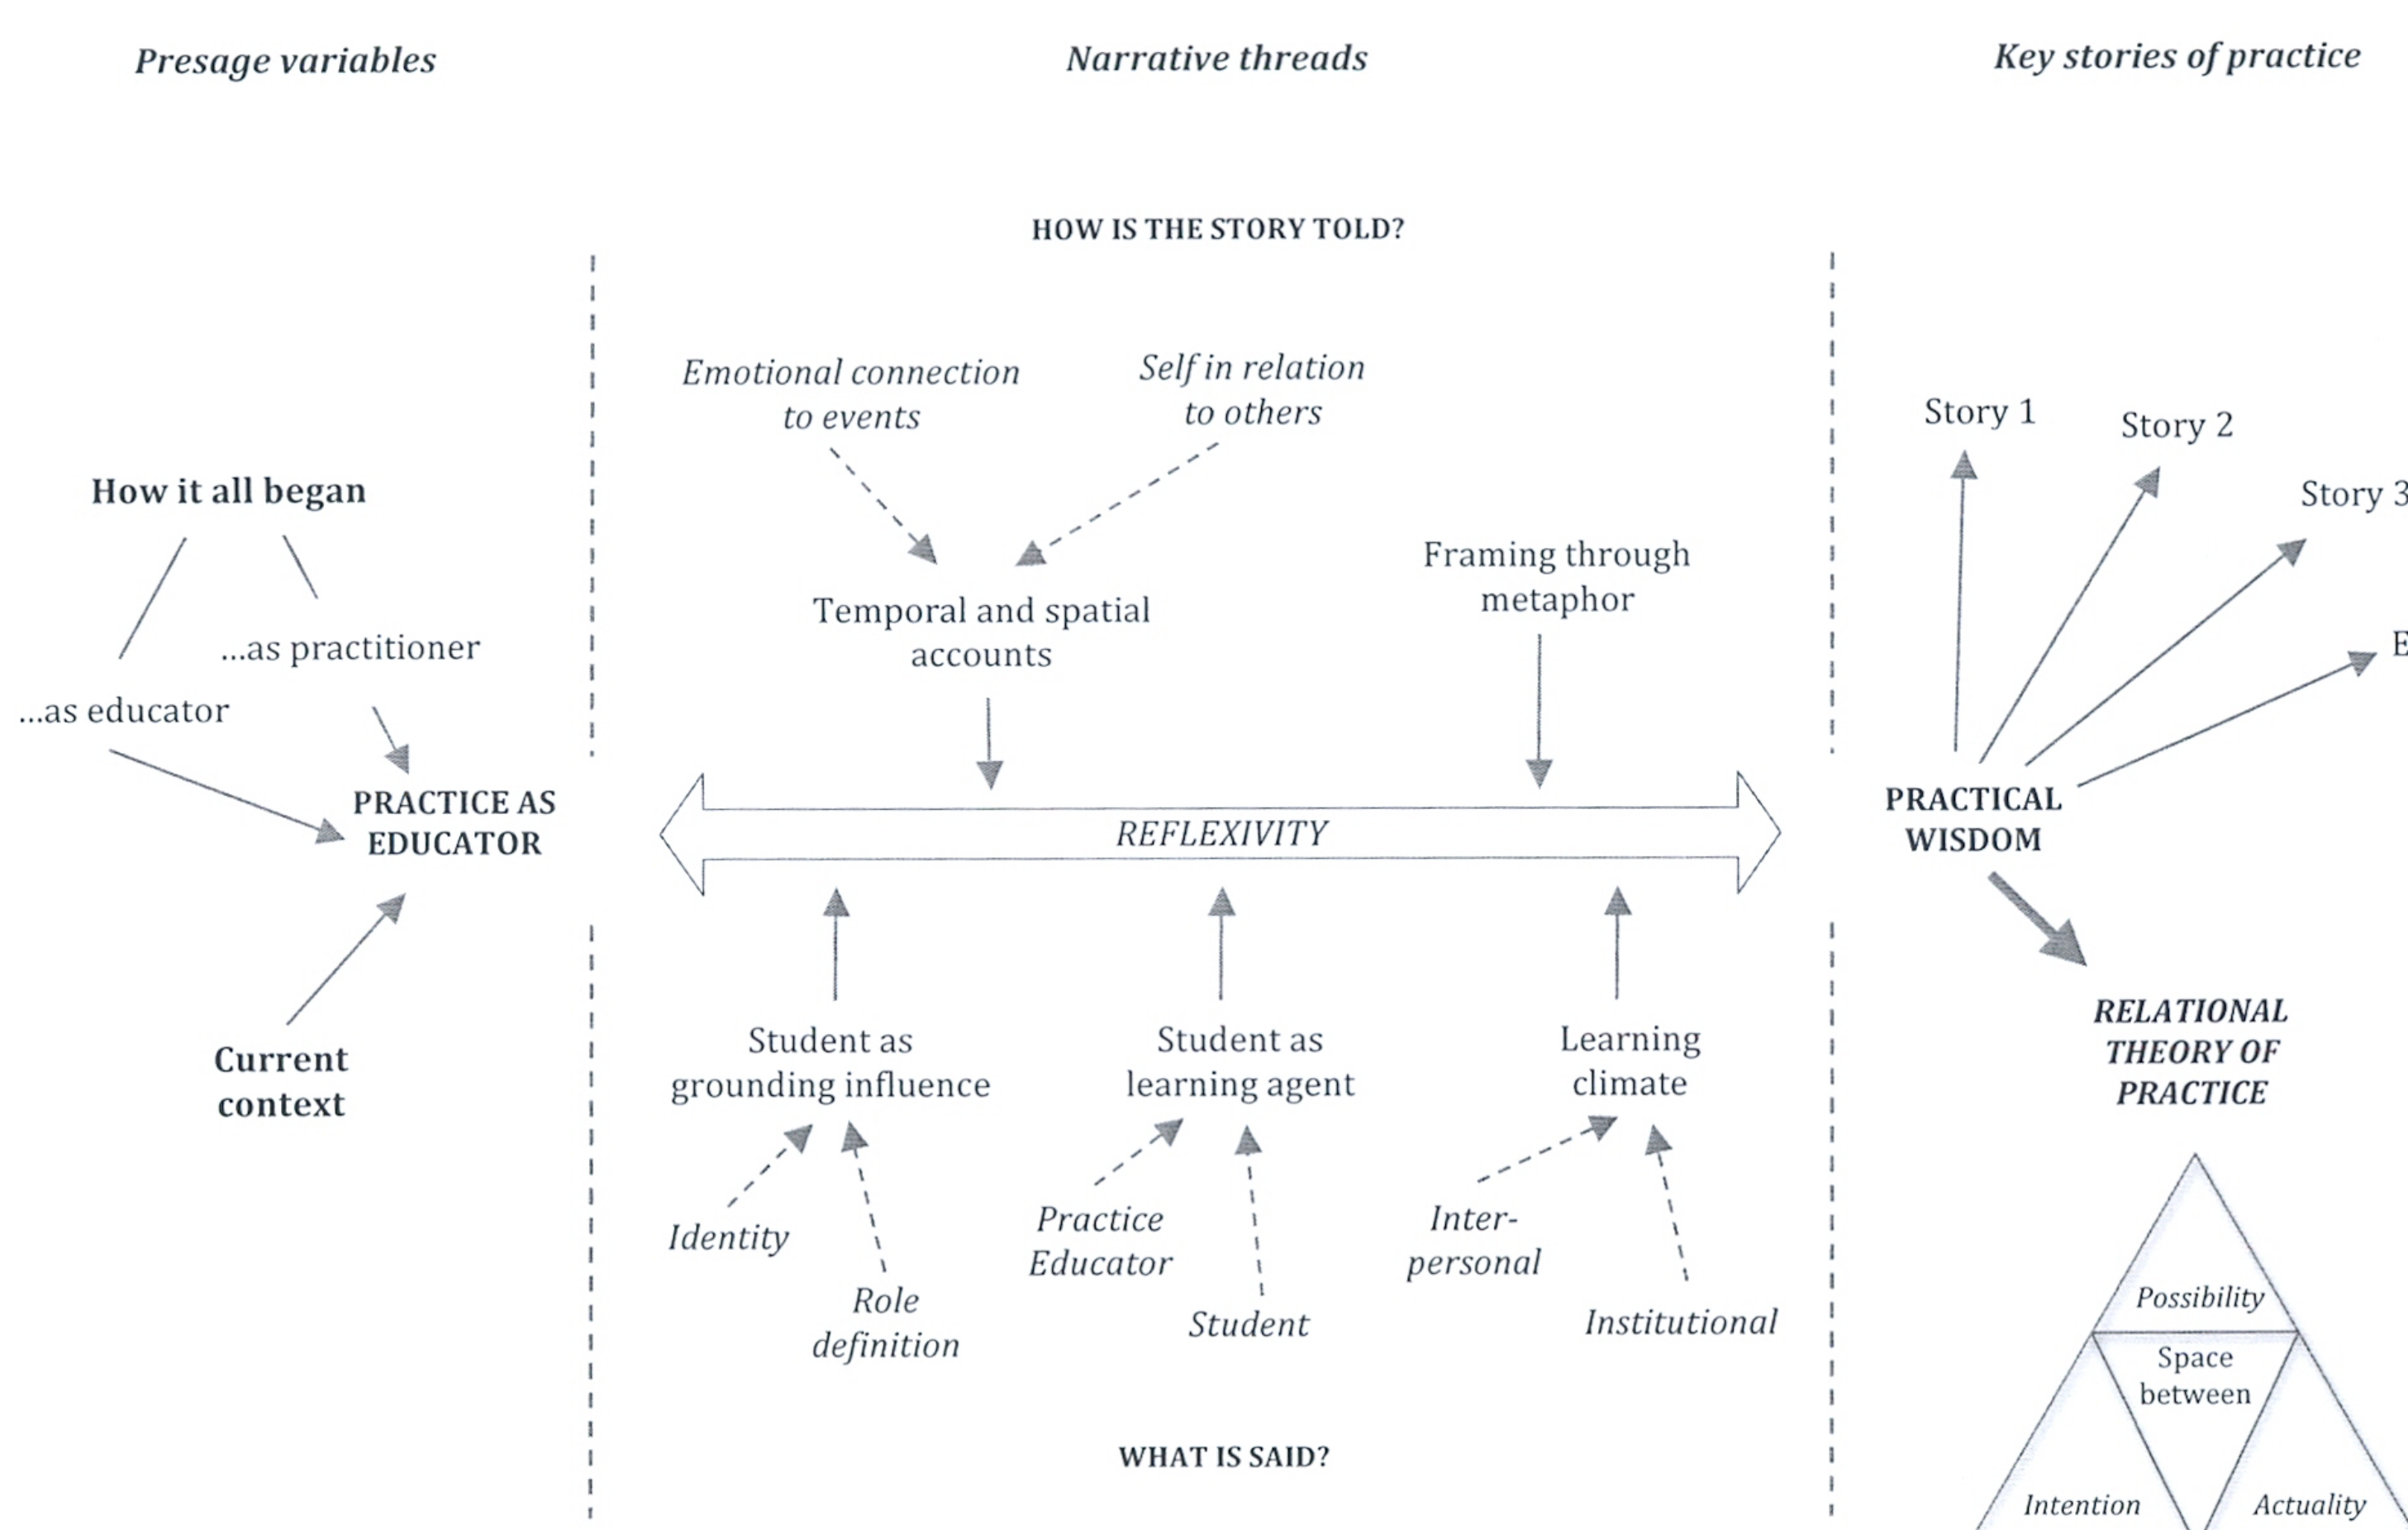 Presage variables
Narrative threads
Key stories of practice
HOW IS THE STORY TOLD?
How it all began
...as practitioner
...as educator
PRACTICE AS
EDUCATOR
Current
context
Emotional connection
to events
Self in relation
to others
Temporal and spatial
accounts
Framing through
metaphor
REFLEXIVITY
Student as
grounding influence
Student as
learning agent
Learning
climate
Identity
Role
definition
Practice
Educator
Student
Inter-
personal
Institutional
WHAT IS SAID?
Story 1
Story 2
Story 3
PRACTICAL
WISDOM
RELATIONAL
THEORY OF
PRACTICE
Possibility
Space
between
Intention
Actuality